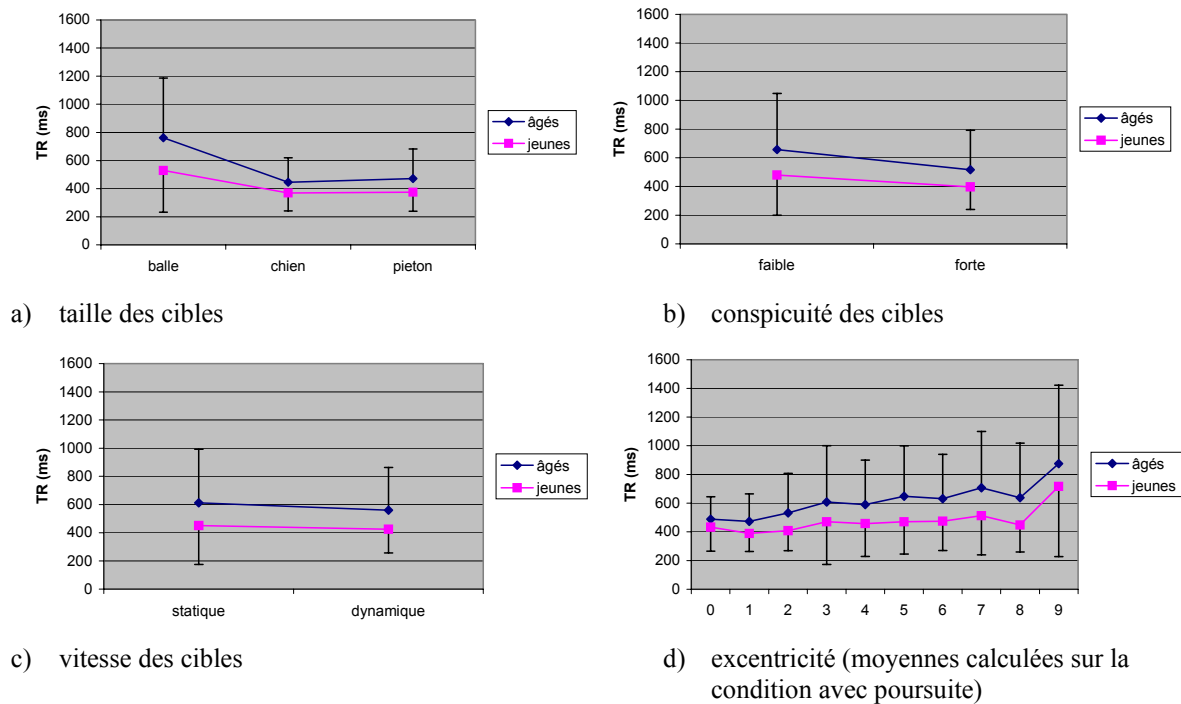 1600
1400
1200
1000
800
600
400
200
0
TR (ms)
balle chien pieton
âgés
jeunes
a) taille des cibles
1600
1400
1200
1000
800
600
400
200
0
TR (ms)
faible forte
âgés
jeunes
b) conspicuité des cibles
1600
1400
1200
1000
800
600
400
200
0
TR (ms)
statique dynamique
âgés
jeunes
c) vitesse des cibles
1600
1400
1200
1000
800
600
400
200
0
TR (ms)
0 1 2 3 4 5 6 7 8 9
âgés
jeunes
d) excentricité (moyennes calculées sur la
condition avec poursuite)